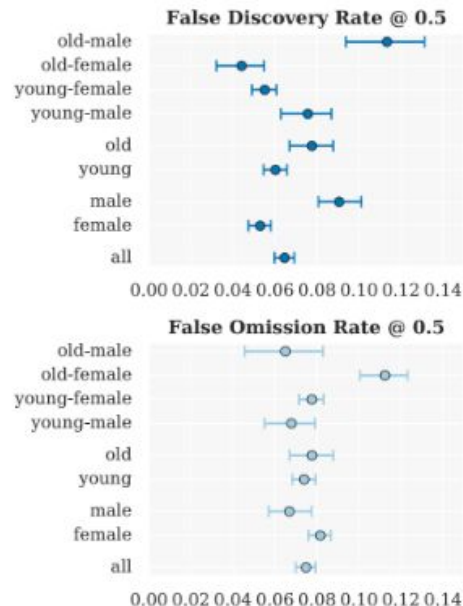 False Discovery Rate @ 0.5
old-male
old-female
young-female
young-male
old
young
male
female
all
0.00 0.02 0.04 0.06 0.08 0.10 0.12 0.14
False Omission Rate @ 0.5
old-male
old-female
young-female
young-male
old
young
male
female
all
0.00 0.02 0.04 0.06 0.08 0.10 0.12 0.14